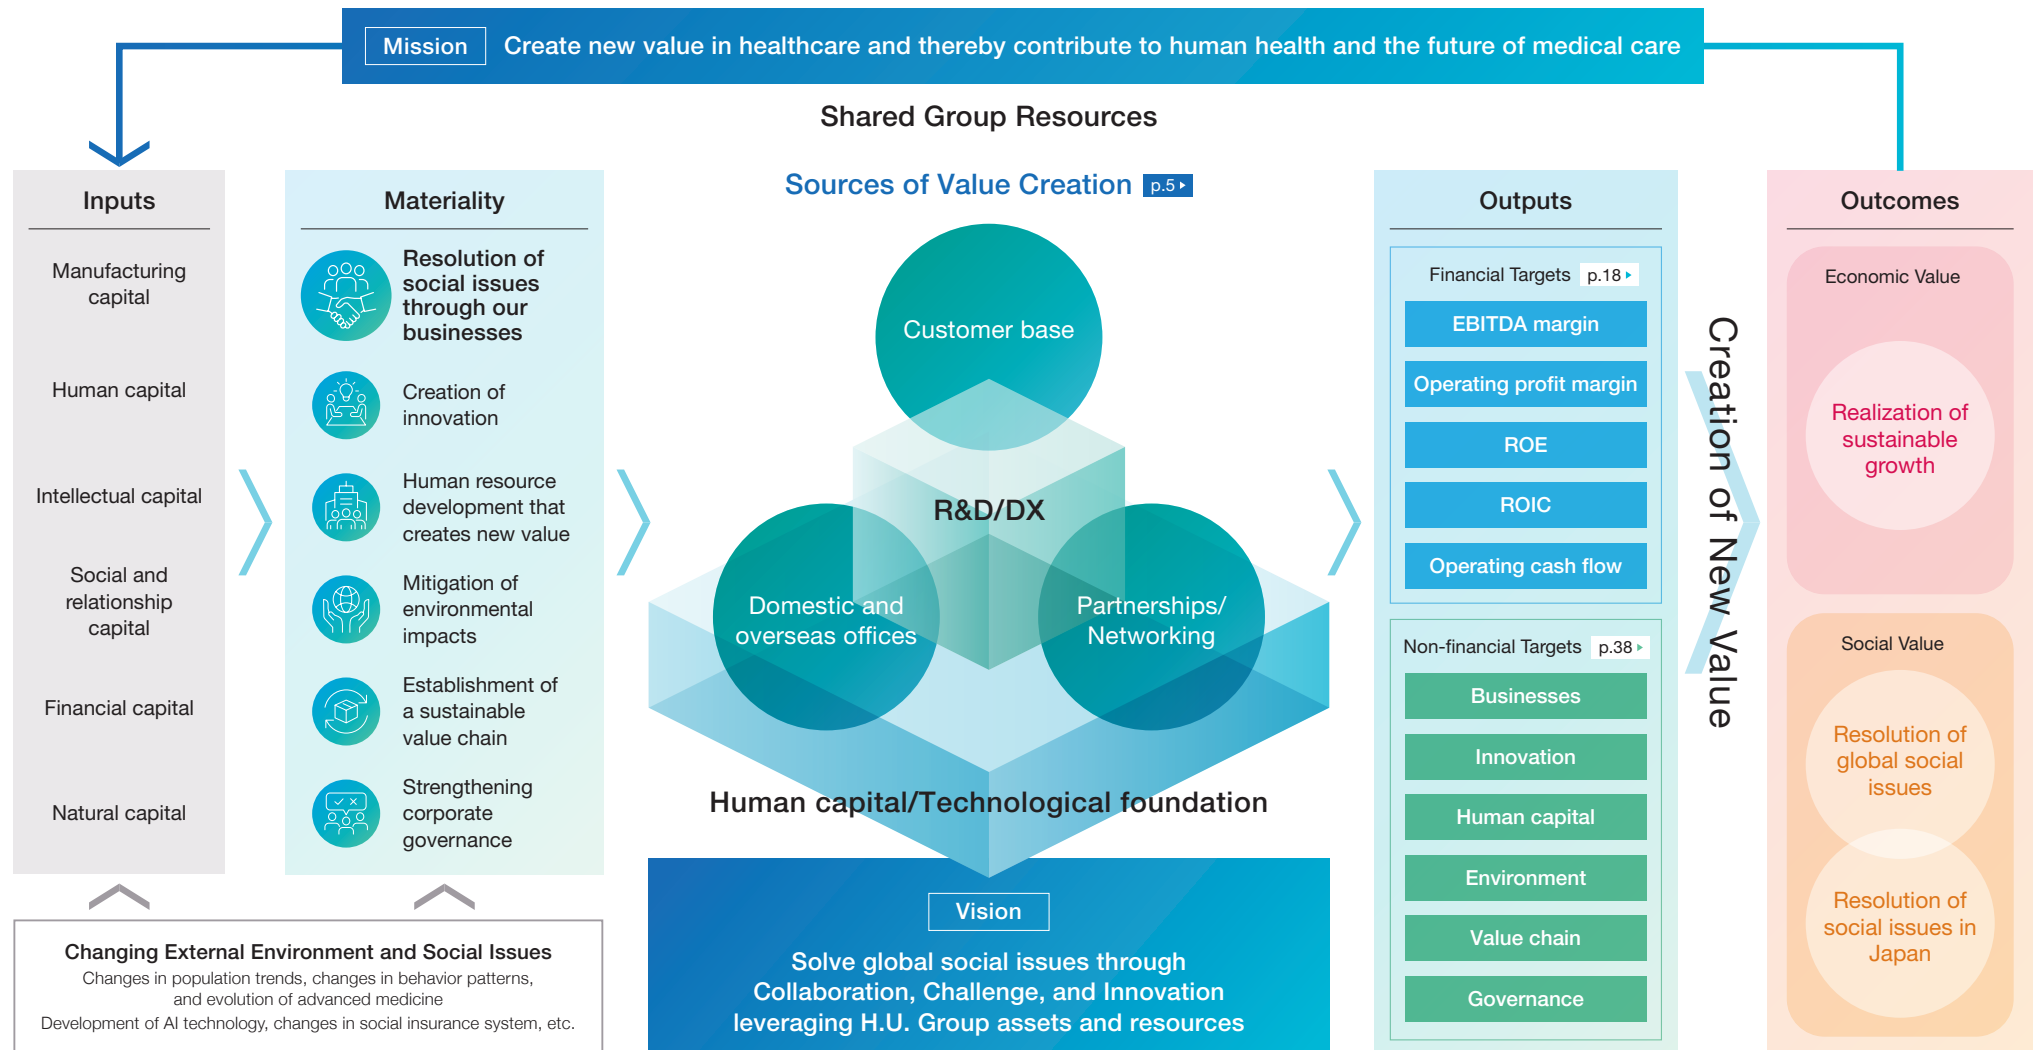 Mission
Create new value in healthcare and thereby contribute to human health and the future of medical care
Shared Group Resources
Inputs
Manufacturing
capital
Human capital
Intellectual capital
Social and
relationship
capital
Financial capital
Natural capital
Materiality
Resolution of
social issues
through our
businesses
Creation of
innovation
Human resource
development that
creates new value
Mitigation of
environmental
impacts
Establishment of
a sustainable
value chain
Strengthening
corporate
governance
Changing External Environment and Social Issues
Changes in population trends, changes in behavior patterns,
and evolution of advanced medicine
Development of AI technology, changes in social insurance system, etc.
Sources of Value Creation p.5
Customer base
R&D/DX
Domestic and
overseas offices
Partnerships/
Networking
Human capital/Technological foundation
Vision
Solve global social issues through
Collaboration, Challenge, and Innovation
leveraging H.U. Group assets and resources
Outputs
Financial Targets p.18
EBITDA margin
Operating profit margin
ROE
ROIC
Operating cash flow
Non-financial Targets p.38
Businesses
Innovation
Human capital
Environment
Value chain
Governance
Creation of New Value
Outcomes
Economic Value
Realization of
sustainable
growth
Social Value
Resolution of
global social
issues
Resolution of
social issues in
Japan